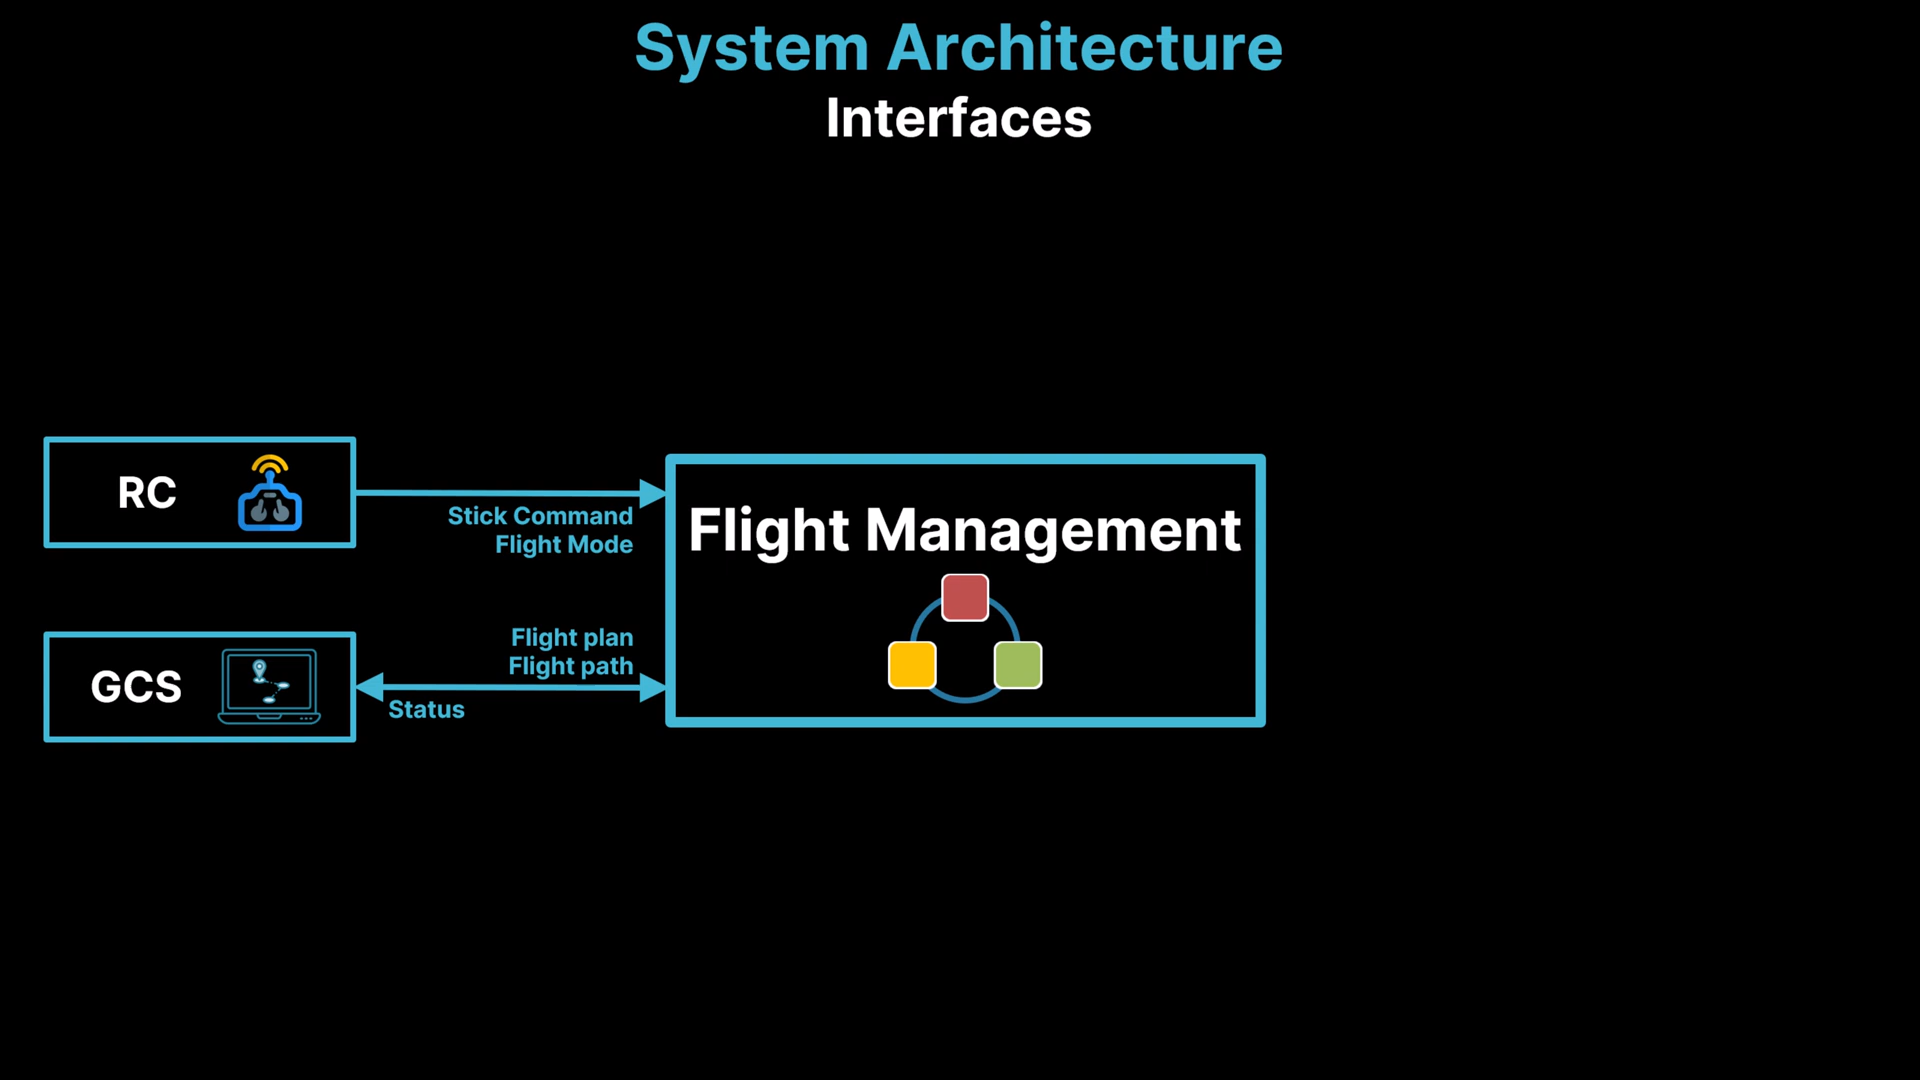 System Architecture
Interfaces
RC
Stick Command
Flight Mode
Flight Management
GCS
Flight plan
Flight path
Status